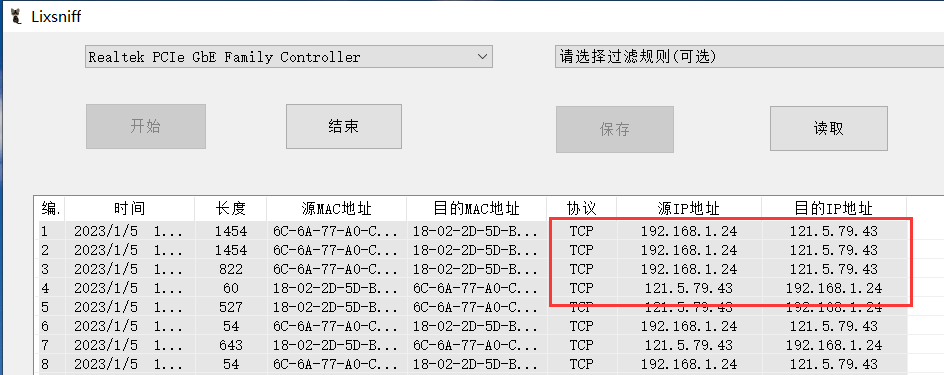 Lixsniff
Realtek PCIe GbE Family Controller 请选择过滤规则(可选)
开始 结束 保存 读取
编. 时间 长度 源MAC地址 目的MAC地址 协议 源IP地址 目的IP地址
1 2023/1/5 1... 1454 6C-6A-77-A0-C... 18-02-2D-5D-B... TCP 192.168.1.24 121.5.79.43
2 2023/1/5 1... 1454 6C-6A-77-A0-C... 18-02-2D-5D-B... TCP 192.168.1.24 121.5.79.43
3 2023/1/5 1... 822 6C-6A-77-A0-C... 18-02-2D-5D-B... TCP 192.168.1.24 121.5.79.43
4 2023/1/5 1... 60 18-02-2D-5D-B... 6C-6A-77-A0-C... TCP 121.5.79.43 192.168.1.24
5 2023/1/5 1... 527 18-02-2D-5D-B... 6C-6A-77-A0-C... TCP 121.5.79.43 192.168.1.24
6 2023/1/5 1... 54 6C-6A-77-A0-C... 18-02-2D-5D-B... TCP 192.168.1.24 121.5.79.43
7 2023/1/5 1... 643 18-02-2D-5D-B... 6C-6A-77-A0-C... TCP 121.5.79.43 192.168.1.24
8 2023/1/5 1... 54 6C-6A-77-A0-C... 18-02-2D-5D-B... TCP 192.168.1.24 121.5.79.43